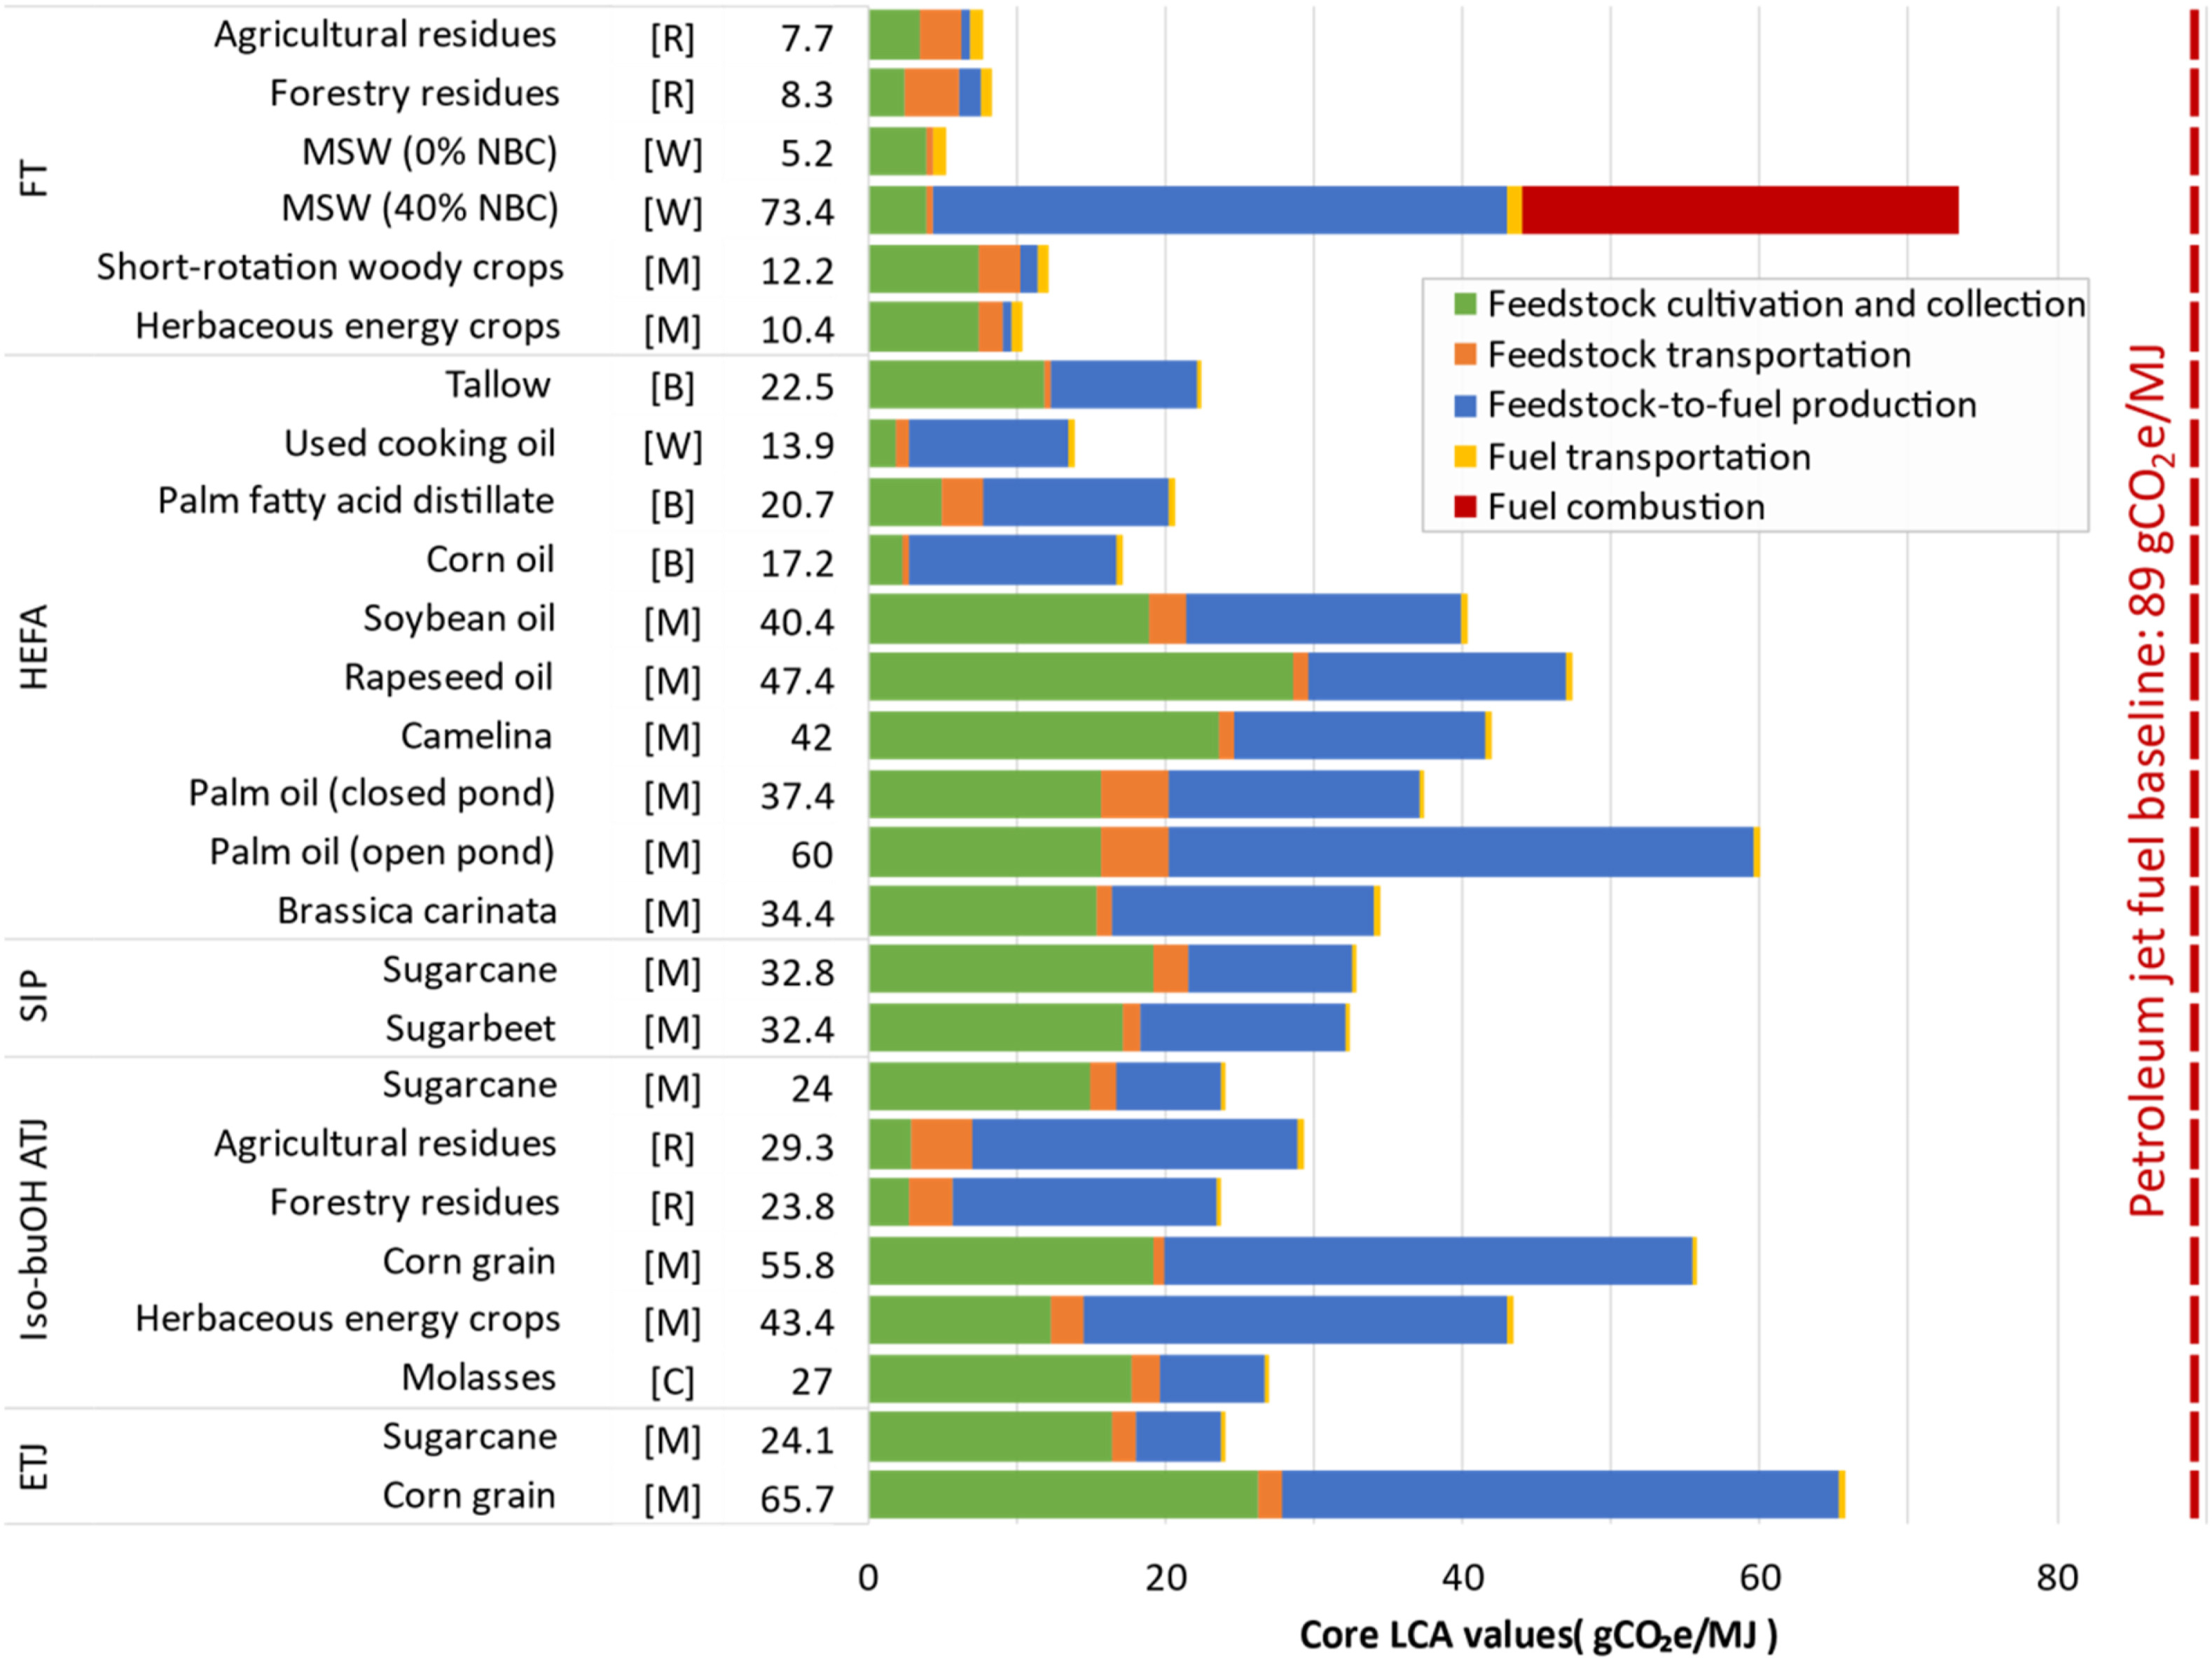 FT
Agricultural residues [R] 7.7
Forestry residues [R] 8.3
MSW (0% NBC) [W] 5.2
MSW (40% NBC) [W] 73.4
Short-rotation woody crops [M] 12.2
Herbaceous energy crops [M] 10.4
HEFA
Tallow [B] 22.5
Used cooking oil [W] 13.9
Palm fatty acid distillate [B] 20.7
Corn oil [B] 17.2
Soybean oil [M] 40.4
Rapeseed oil [M] 47.4
Camelina [M] 42
Palm oil (closed pond) [M] 37.4
Palm oil (open pond) [M] 60
Brassica carinata [M] 34.4
SIP
Sugarcane [M] 32.8
Sugarbeet [M] 32.4
Iso-buOH ATJ
Sugarcane [M] 24
Agricultural residues [R] 29.3
Forestry residues [R] 23.8
Corn grain [M] 55.8
Herbaceous energy crops [M] 43.4
Molasses [C] 27
ETJ
Sugarcane [M] 24.1
Corn grain [M] 65.7
Feedstock cultivation and collection
Feedstock transportation
Feedstock-to-fuel production
Fuel transportation
Fuel combustion
Petroleum jet fuel baseline: 89 gCO₂e/MJ
0 20 40 60 80
Core LCA values( gCO₂e/MJ )